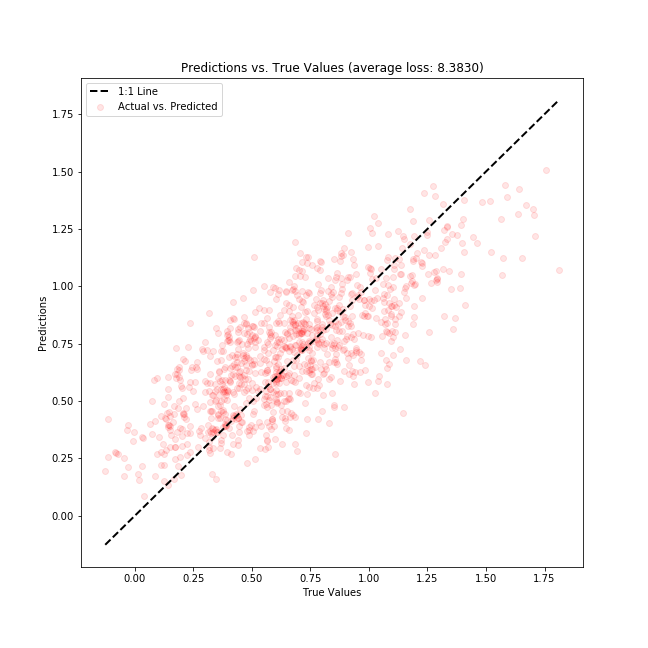 Predictions vs. True Values (average loss: 8.3830)
1:1 Line
Actual vs. Predicted
1.75
1.50
1.25
1.00
0.75
0.50
0.25
0.00
Predictions
0.00 0.25 0.50 0.75 1.00 1.25 1.50 1.75
True Values